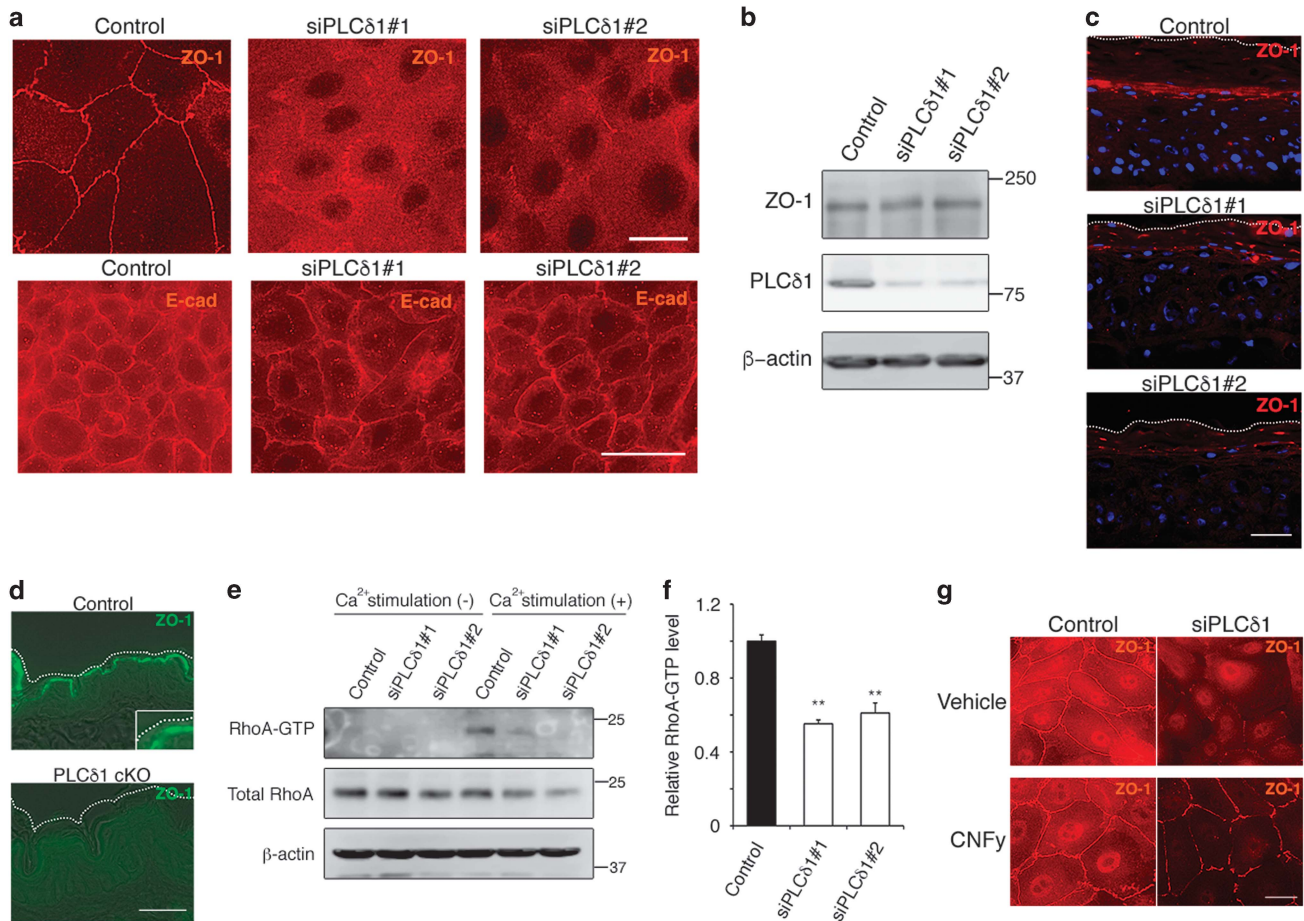 a
Control
siPLCδ1#1
siPLCδ1#2
ZO-1
ZO-1
ZO-1
Control
siPLCδ1#1
siPLCδ1#2
E-cad
E-cad
E-cad
b
Control
siPLCδ1#1
siPLCδ1#2
ZO-1
250
PLCδ1
75
β–actin
37
c
Control
ZO-1
siPLCδ1#1
ZO-1
siPLCδ1#2
ZO-1
d
Control
ZO-1
PLCδ1 cKO
ZO-1
e
Ca2+stimulation (-)
Ca2+stimulation (+)
Control
siPLCδ1#1
siPLCδ1#2
Control
siPLCδ1#1
siPLCδ1#2
RhoA-GTP
25
Total RhoA
25
β-actin
37
f
Relative RhoA-GTP level
1.2
0.8
0.4
0
**
**
Control
siPLCδ1#1
siPLCδ1#2
g
Control
siPLCδ1
Vehicle
ZO-1
ZO-1
CNFy
ZO-1
ZO-1